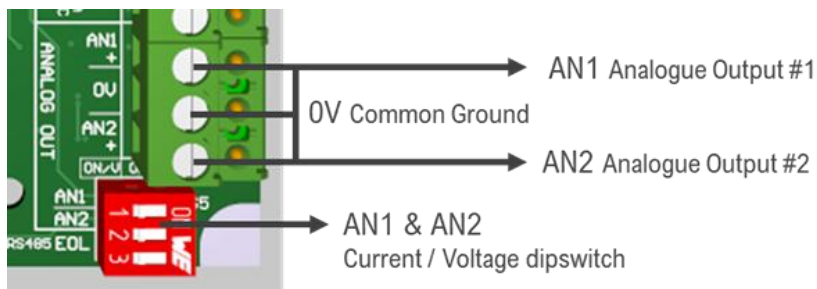 AN1
+
0V
AN2
+
ANALOG OUT
ON/V
AN1
AN2
RS485 EOL
1
2
3
WE
AN1 Analogue Output #1
0V Common Ground
AN2 Analogue Output #2
AN1 & AN2
Current / Voltage dipswitch